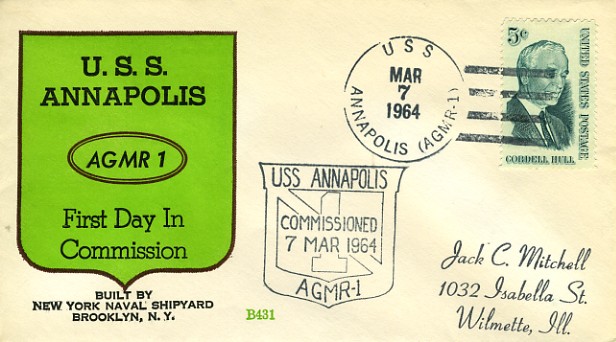 U. S. S.
ANNAPOLIS
AGMR 1
First Day In
Commission
BUILT BY
NEW YORK NAVAL SHIPYARD
BROOKLYN, N. Y.
USS
MAR
7
1964
ANNAPOLIS (AGMR-1)
5¢
UNITED STATES POSTAGE
CORDELL HULL
USS ANNAPOLIS
COMMISSIONED
7 MAR 1964
AGMR-1
1
B431
Jack C. Mitchell
1032 Isabella St.
Wilmette, Ill.